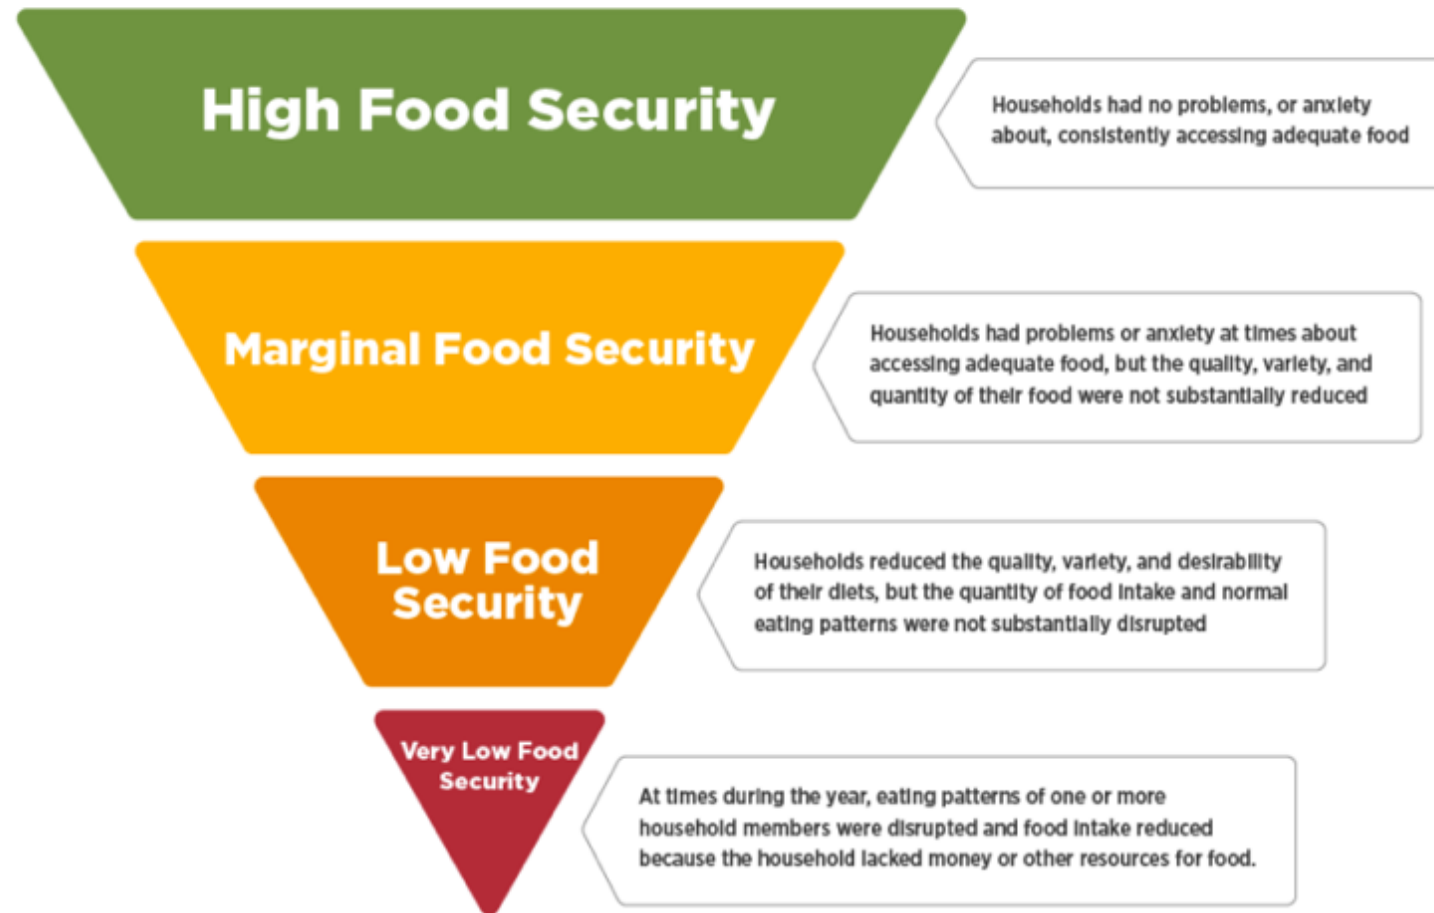 High Food Security
Households had no problems, or anxiety
about, consistently accessing adequate food
Marginal Food Security
Households had problems or anxiety at times about
accessing adequate food, but the quality, variety, and
quantity of their food were not substantially reduced
Low Food
Security
Households reduced the quality, variety, and desirability
of their diets, but the quantity of food intake and normal
eating patterns were not substantially disrupted
Very Low Food
Security
At times during the year, eating patterns of one or more
household members were disrupted and food intake reduced
because the household lacked money or other resources for food.